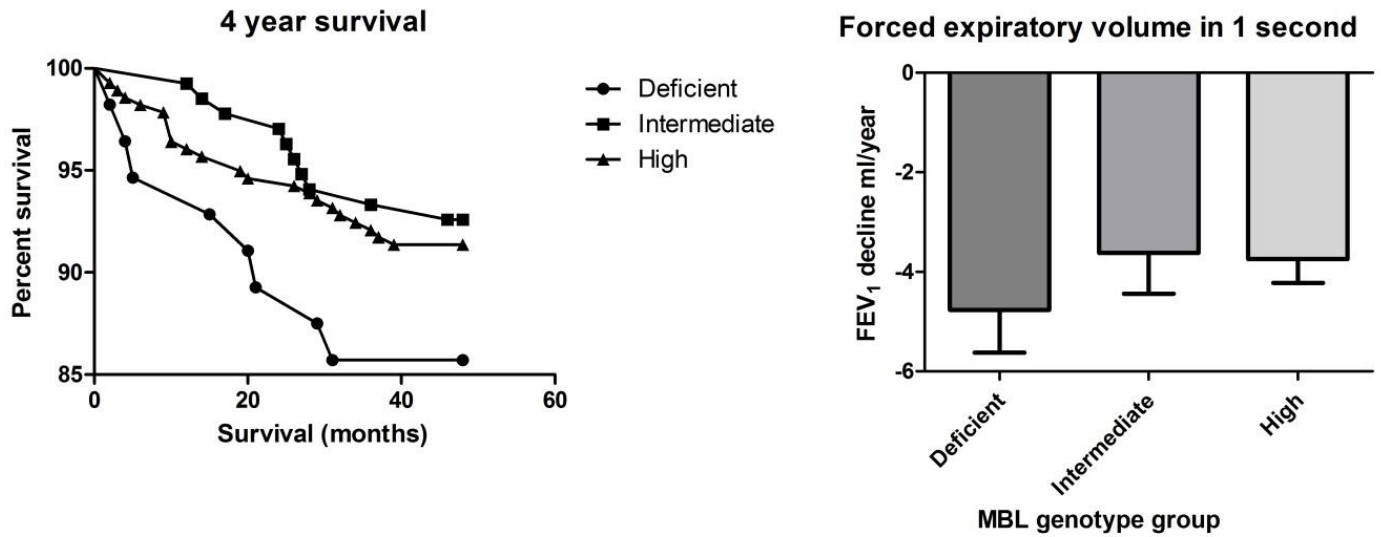 4 year survival
100
95
90
85
Percent survival
0
20
40
60
Survival (months)
Deficient
Intermediate
High
Forced expiratory volume in 1 second
0
-2
-4
-6
FEV₁ decline ml/year
Deficient
Intermediate
High
MBL genotype group